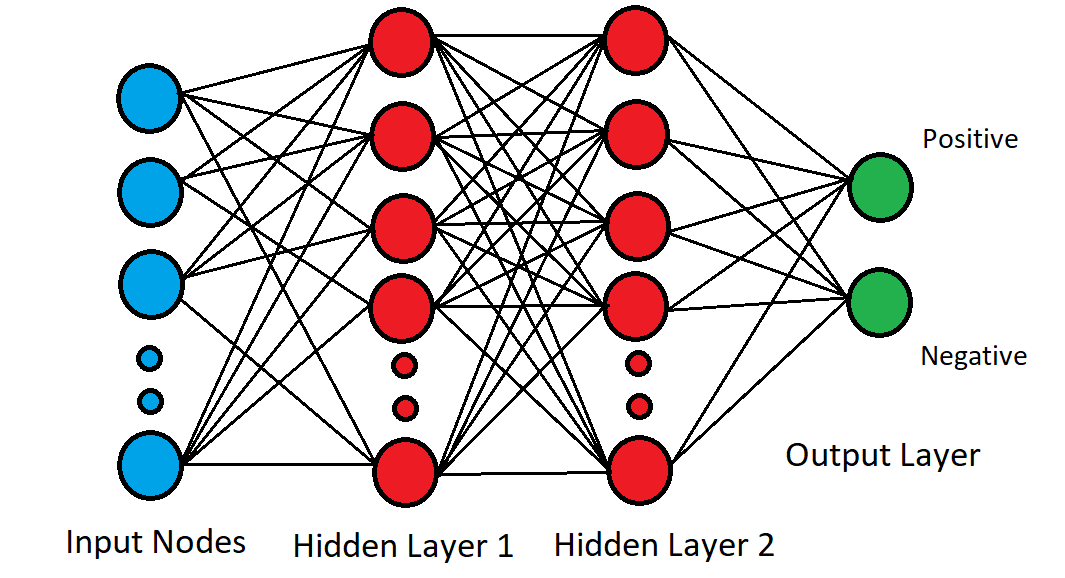 Positive
Negative
Output Layer
Input Nodes
Hidden Layer 1
Hidden Layer 2